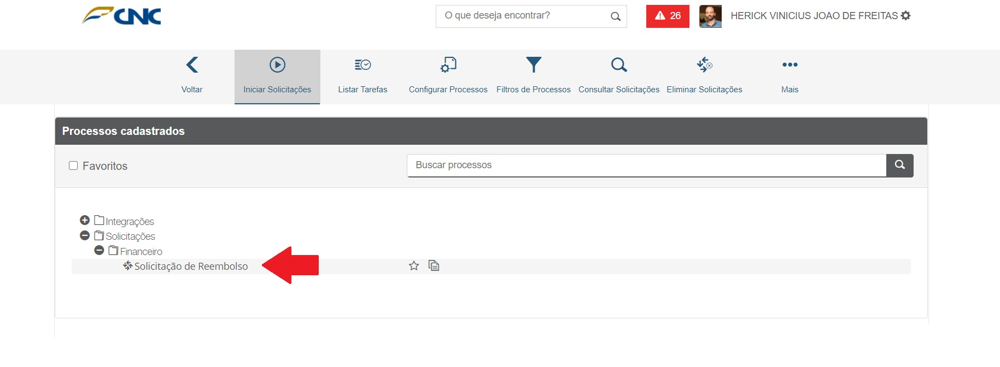 CNC
O que deseja encontrar?
26
HERICK VINICIUS JOAO DE FREITAS
Voltar
Iniciar Solicitações
Listar Tarefas
Configurar Processos
Filtros de Processos
Consultar Solicitações
Eliminar Solicitações
Mais
Processos cadastrados
Favoritos
Buscar processos
Integrações
Solicitações
Financeiro
Solicitação de Reembolso